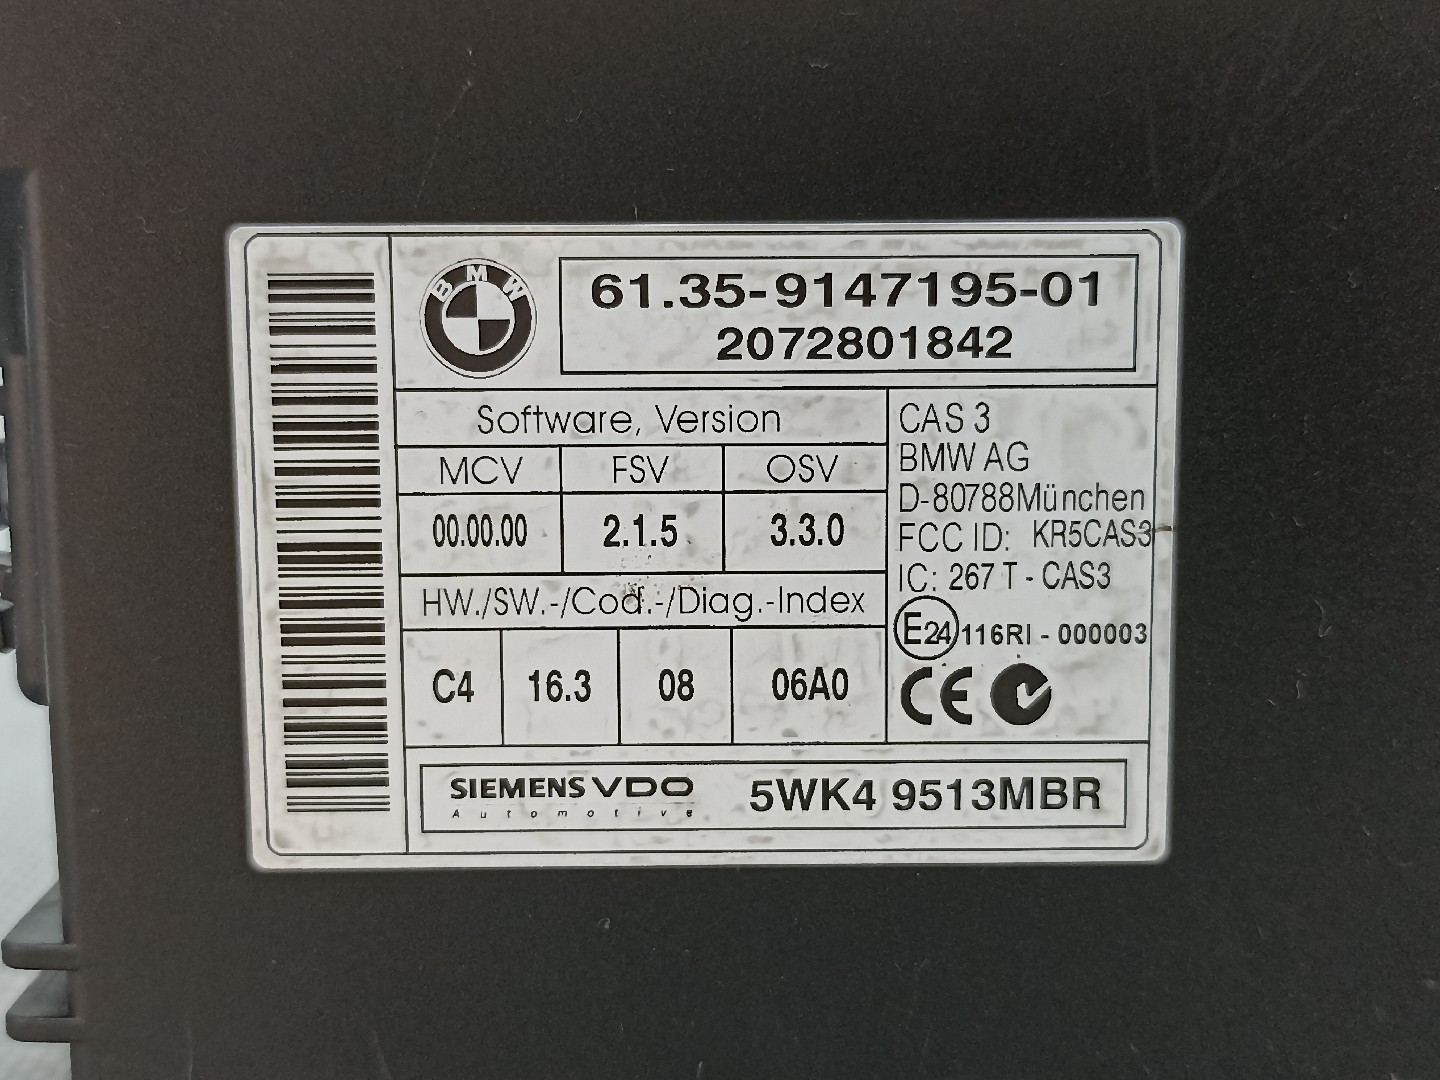 BMW
61.35-9147195-01
2072801842
Software, Version
MCV FSV OSV
00.00.00 2.1.5 3.3.0
HW./SW.-/Cod.-/Diag.-Index
C4 16.3 08 06A0
CAS 3
BMW AG
D-80788München
FCC ID: KR5CAS3
IC: 267 T - CAS3
E24 116RI - 000003
CE
SIEMENS VDO
Automotive
5WK4 9513MBR